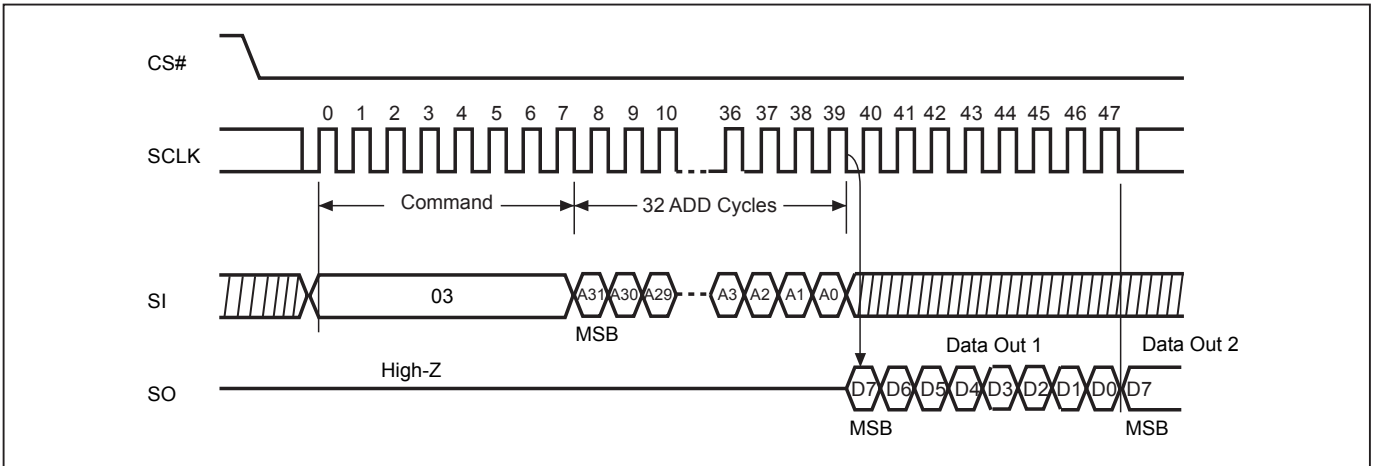 CS#
0 1 2 3 4 5 6 7 8 9 10 36 37 38 39 40 41 42 43 44 45 46 47
SCLK
Command 32 ADD Cycles
SI 03 A31 A30 A29 A3 A2 A1 A0
MSB
Data Out 1 Data Out 2
High-Z
SO D7 D6 D5 D4 D3 D2 D1 D0 D7
MSB MSB